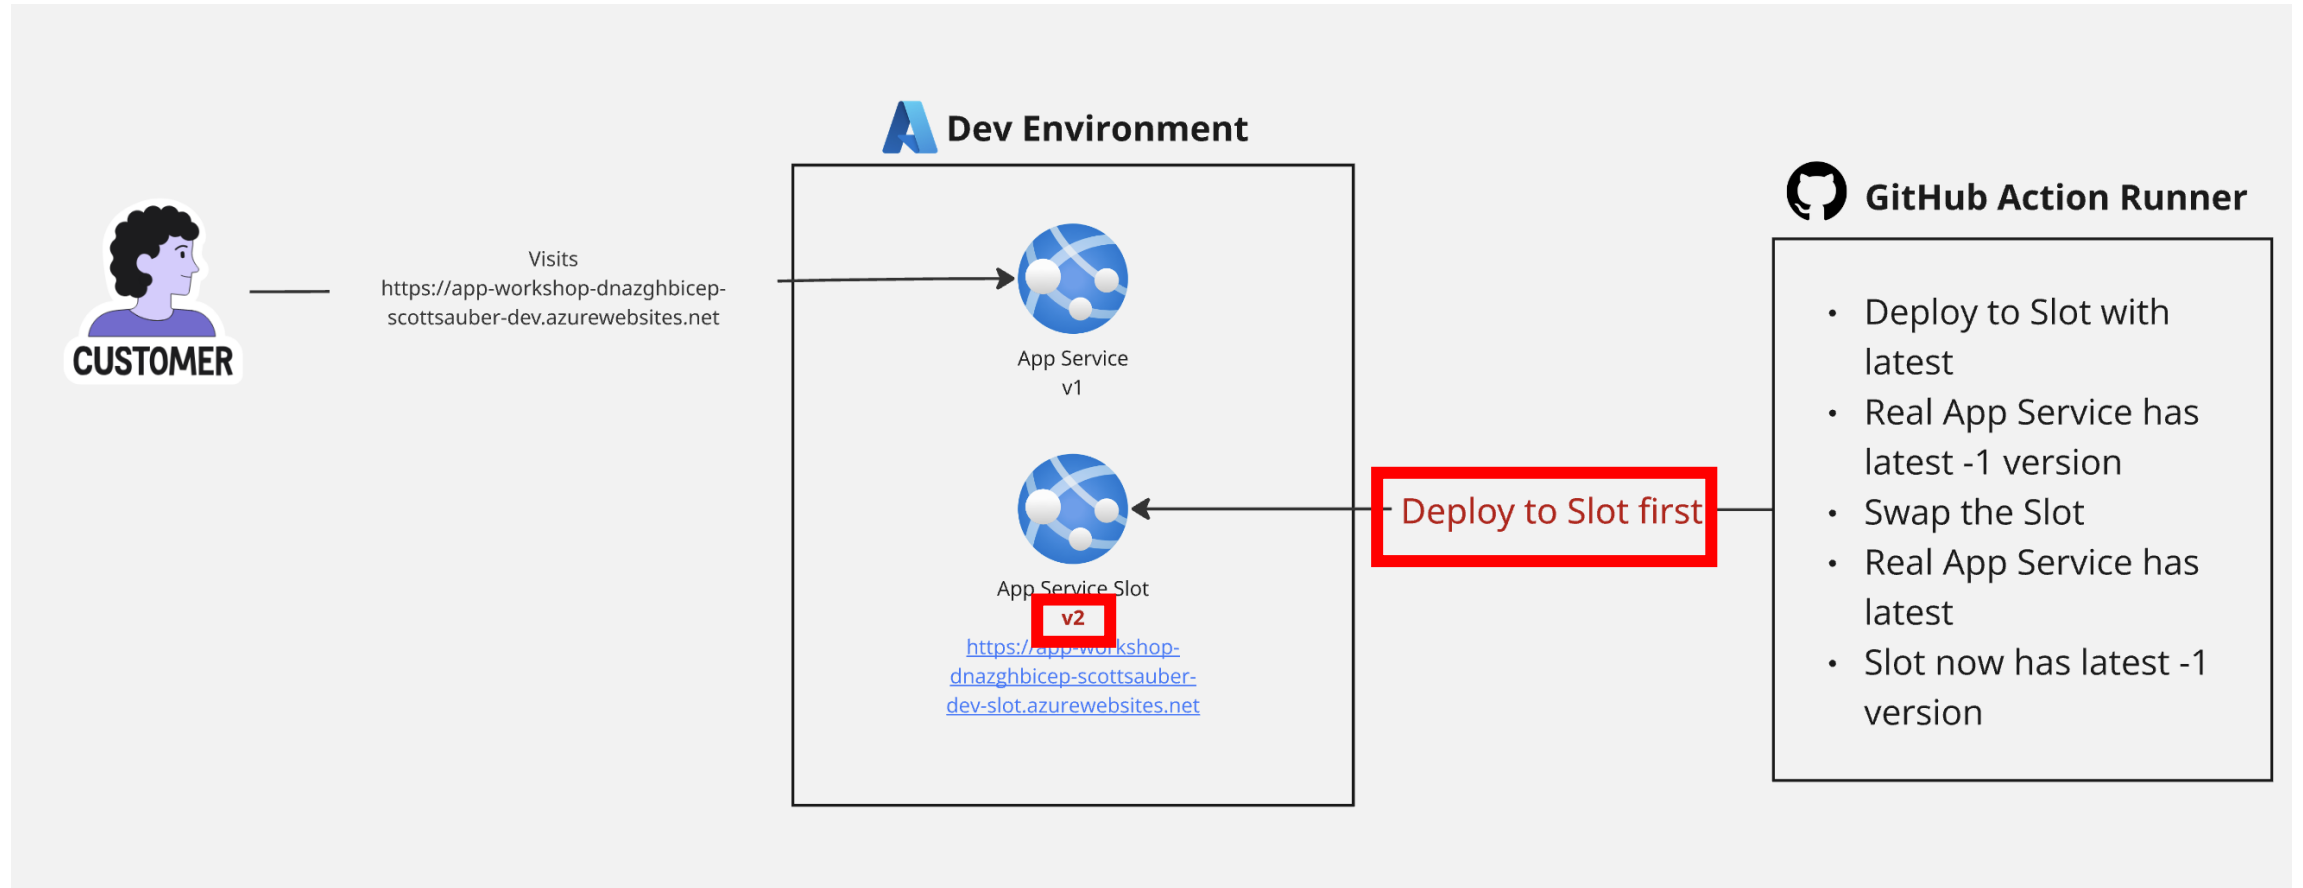 Dev Environment
GitHub Action Runner
CUSTOMER
Visits
https://app-workshop-dnazghbicep-
scottsauber-dev.azurewebsites.net
App Service
v1
App Service Slot
v2
https://app-workshop-
dnazghbicep-scottsauber-
dev-slot.azurewebsites.net
Deploy to Slot first
• Deploy to Slot with
latest
• Real App Service has
latest -1 version
• Swap the Slot
• Real App Service has
latest
• Slot now has latest -1
version